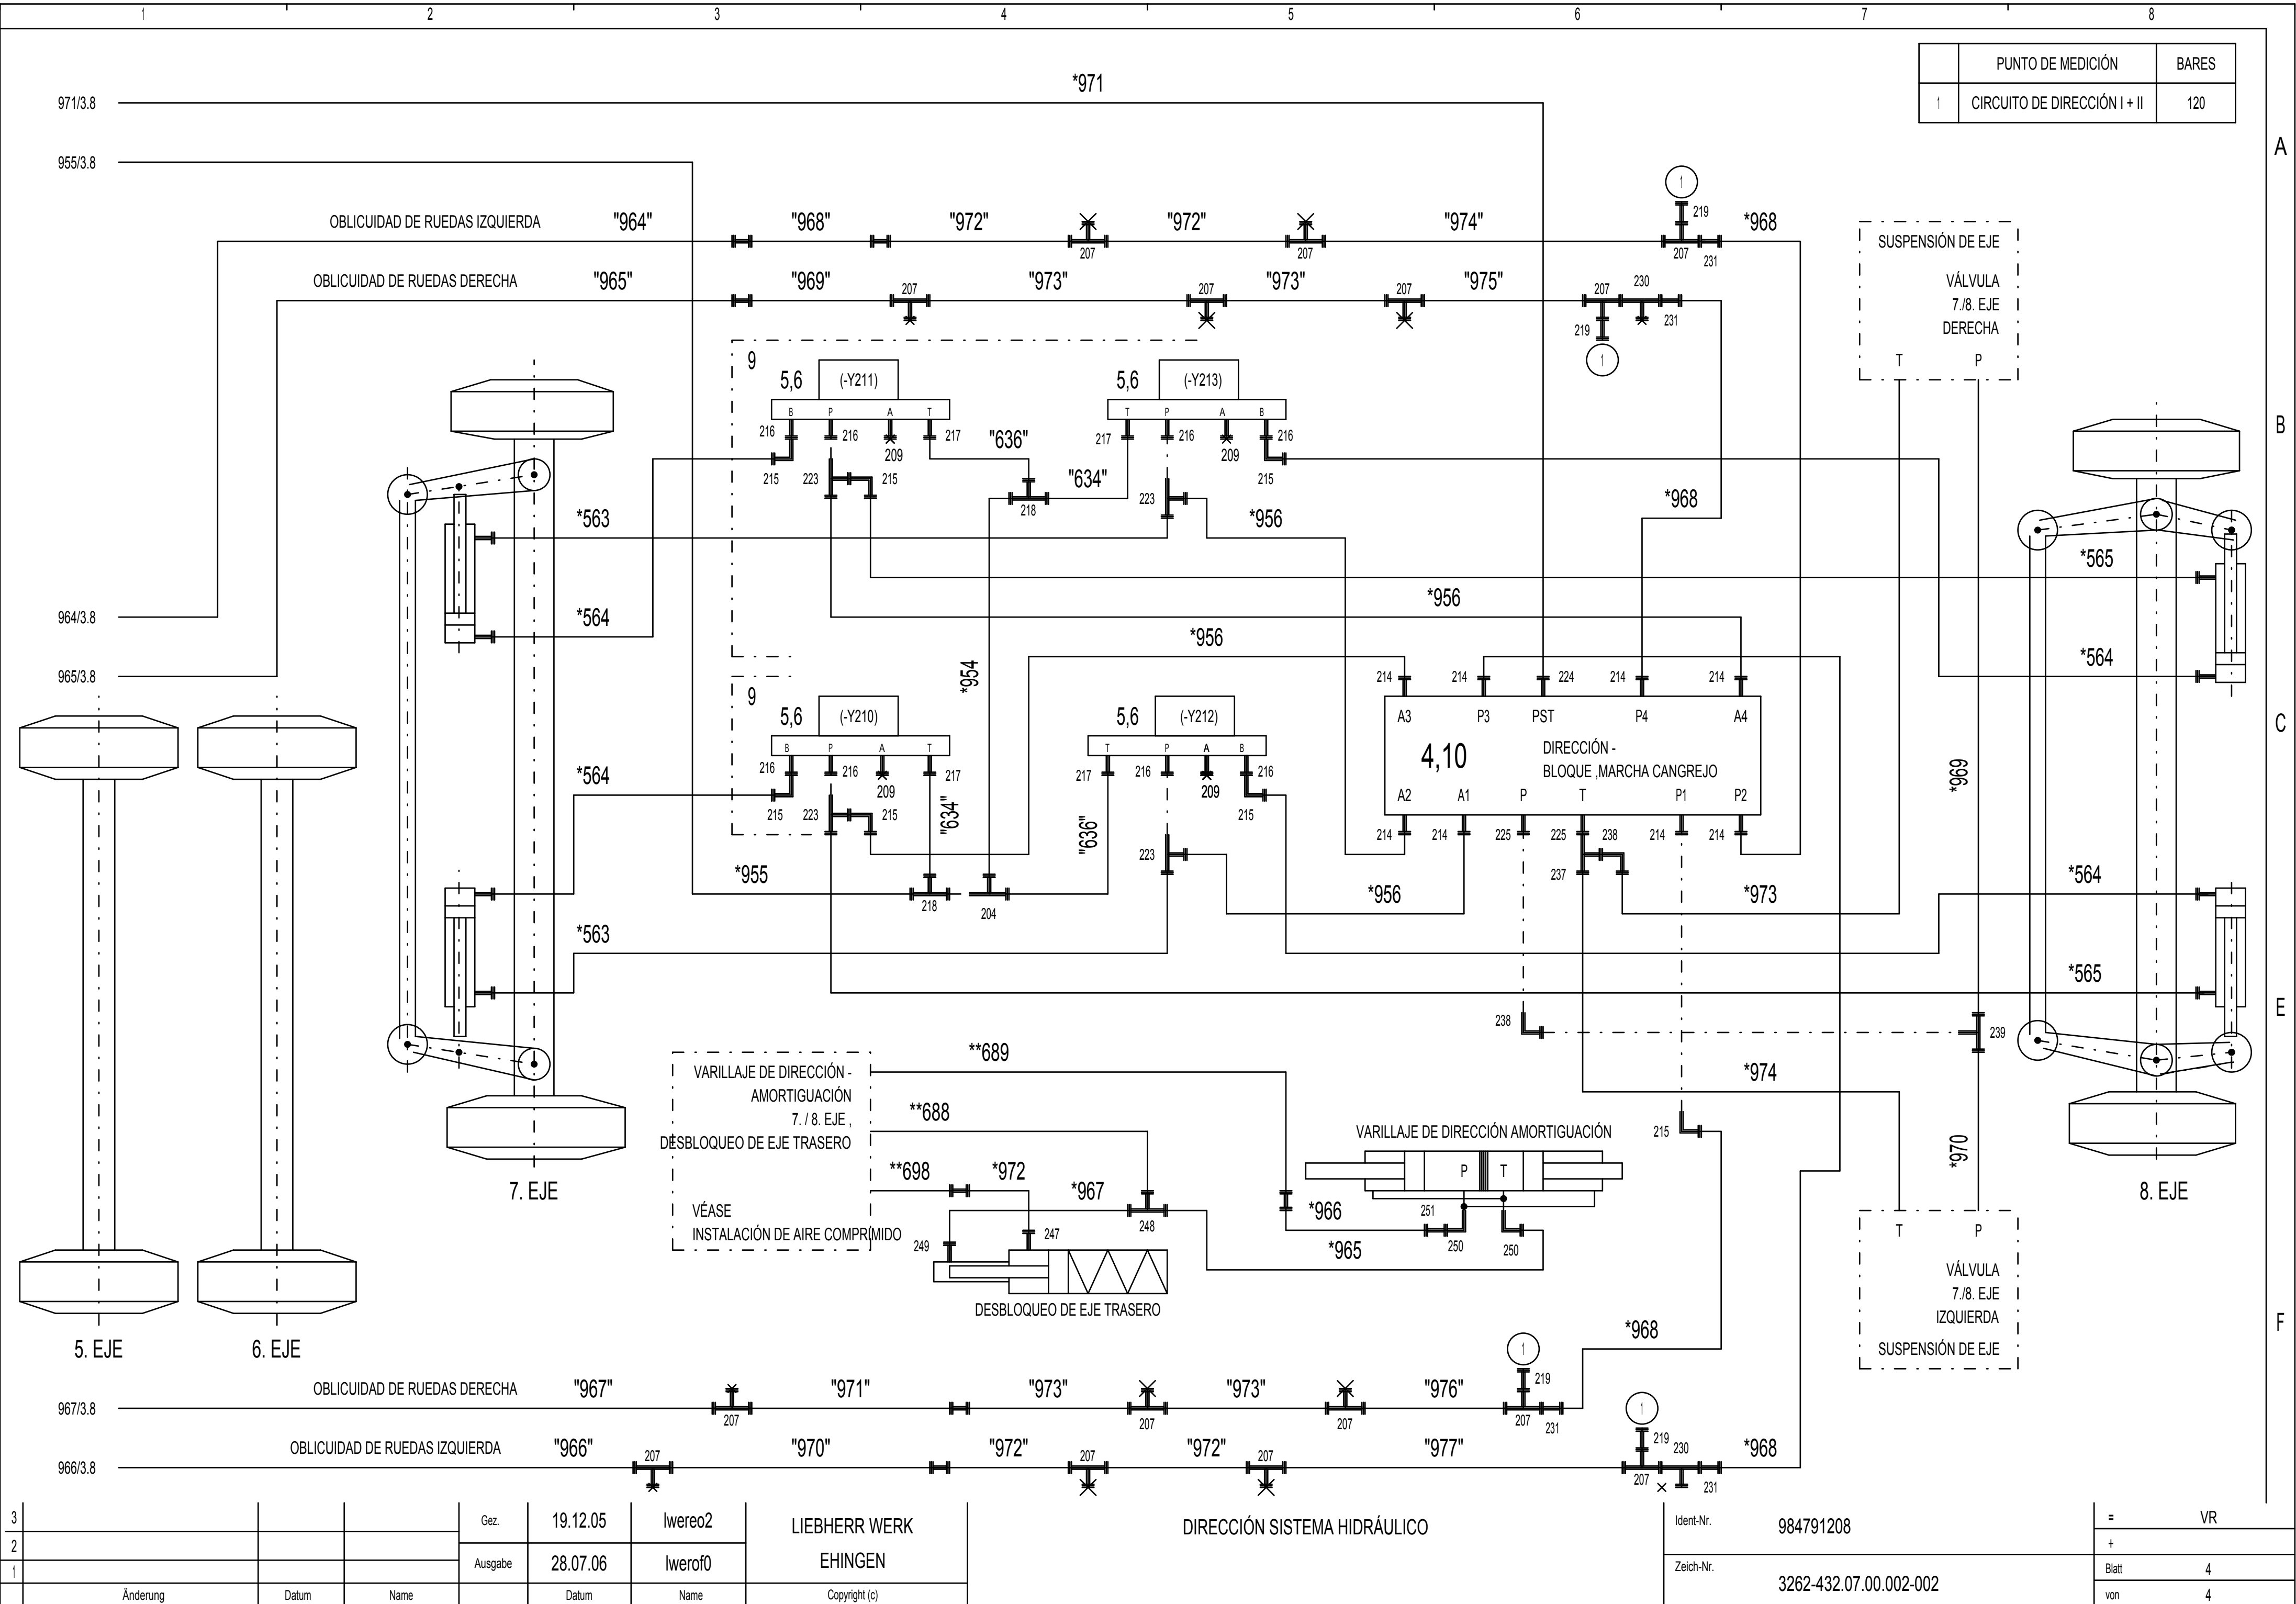 1 2 3 4 5 6 7 8
PUNTO DE MEDICIÓN BARES
1 CIRCUITO DE DIRECCIÓN I + II 120
*971
971/3.8
A
955/3.8
1
219
OBLICUIDAD DE RUEDAS IZQUIERDA "964" "968" "972" "972" "974" *968
207 207 207 231
SUSPENSIÓN DE EJE
VÁLVULA
7./8. EJE
DERECHA
T P
OBLICUIDAD DE RUEDAS DERECHA "965" "969" "973" "973" "975"
207 207 207 207 230
219 231
1
9
5,6 (-Y211) 5,6 (-Y213)
B P A T T P A B
216 216 217 217 216 216
209 209
215 223 215 223 215
"636"
"634"
218
B
*563 *956 *968
*565
*564 *956
964/3.8
*956
*954
*564
965/3.8
214 214 224 214 214
A3 P3 PST P4 A4
4,10 DIRECCIÓN -
BLOQUE ,MARCHA CANGREJO
A2 A1 P T P1 P2
214 214 225 225 238 214 214
237
C
9
5,6 (-Y210) 5,6 (-Y212)
B P A T T P A B
216 216 217 217 216 216
209 209
*564
215 223 215 223 215
"634"
"636"
*969
*955 *956 *973 *564
218 204
*563 *565
E
238 239
**689
*974
VARILLAJE DE DIRECCIÓN -
AMORTIGUACIÓN
7. / 8. EJE ,
DESBLOQUEO DE EJE TRASERO
VÉASE
INSTALACIÓN DE AIRE COMPRIMIDO
**688
VARILLAJE DE DIRECCIÓN AMORTIGUACIÓN
215
*970
**698 *972
P T
7. EJE 8. EJE
*967 *966
248 251
249 247 250 250
*965
DESBLOQUEO DE EJE TRASERO
T P
VÁLVULA
7./8. EJE
IZQUIERDA
SUSPENSIÓN DE EJE
F
5. EJE 6. EJE
*968
1
219
OBLICUIDAD DE RUEDAS DERECHA "967" "971" "973" "973" "976"
967/3.8
207 207 207 207 231
1
219 230
OBLICUIDAD DE RUEDAS IZQUIERDA "966" "970" "972" "972" "977" *968
966/3.8
207 207 207 207 231
3
2
1
Änderung Datum Name
Gez. 19.12.05 lwereo2
Ausgabe 28.07.06 lwerof0
Datum Name
LIEBHERR WERK
EHINGEN
Copyright (c)
DIRECCIÓN SISTEMA HIDRÁULICO
Ident-Nr. 984791208
Zeich-Nr. 3262-432.07.00.002-002
= VR
+
Blatt 4
von 4